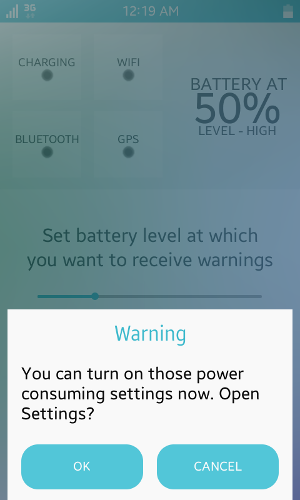 3G
12:19 AM
CHARGING
WIFI
BLUETOOTH
GPS
BATTERY AT
50%
LEVEL - HIGH
Set battery level at which
you want to receive warnings
Warning
You can turn on those power
consuming settings now. Open
Settings?
OK
CANCEL